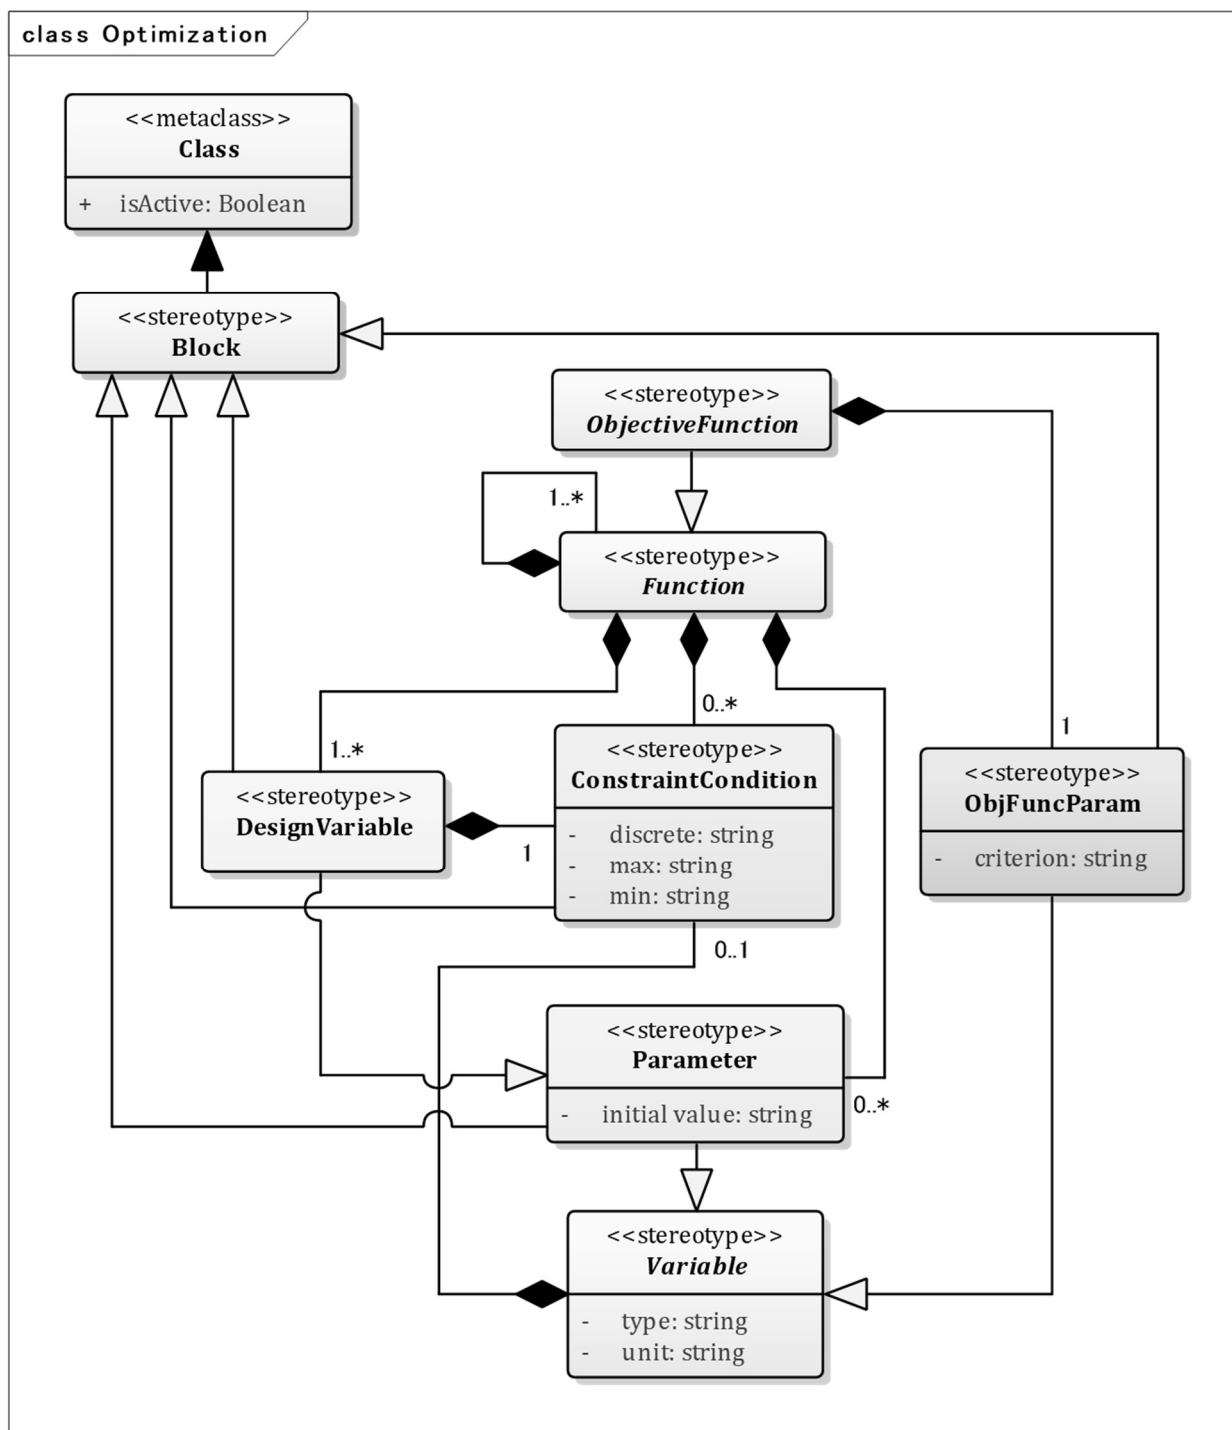 class Optimization
<<metaclass>>
Class
+ isActive: Boolean
<<stereotype>>
Block
<<stereotype>>
ObjectiveFunction
1..*
<<stereotype>>
Function
0..*
1..*
1
<<stereotype>>
DesignVariable
1
<<stereotype>>
ConstraintCondition
- discrete: string
- max: string
- min: string
<<stereotype>>
ObjFuncParam
- criterion: string
0..1
<<stereotype>>
Parameter
- initial value: string
0..*
<<stereotype>>
Variable
- type: string
- unit: string